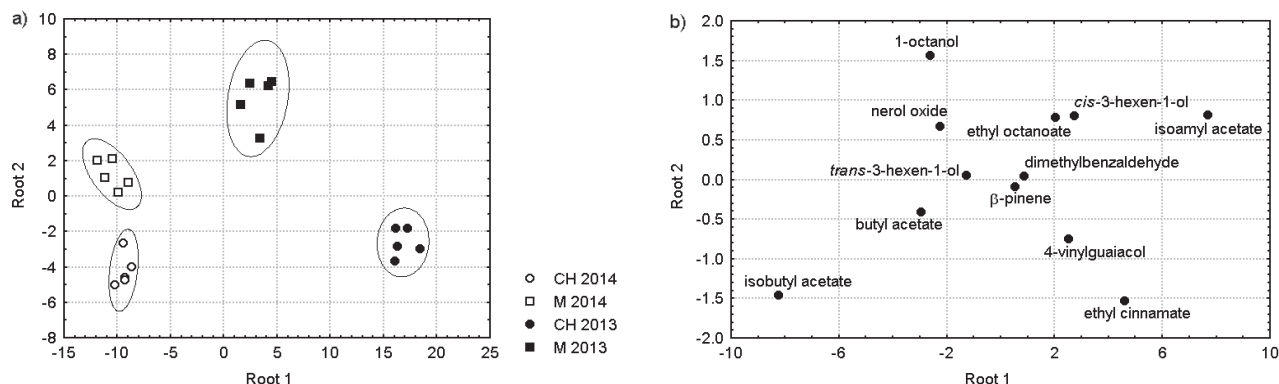 a)
10
8
6
4
2
0
-2
-4
-6
-8
Root 2
-15 -10 -5 0 5 10 15 20 25
Root 1
CH 2014
M 2014
CH 2013
M 2013
b)
2.0
1.5
1.0
0.5
0.0
-0.5
-1.0
-1.5
-2.0
Root 2
1-octanol
cis-3-hexen-1-ol
nerol oxide
ethyl octanoate
isoamyl acetate
dimethylbenzaldehyde
trans-3-hexen-1-ol
β-pinene
butyl acetate
4-vinylguaiacol
isobutyl acetate
ethyl cinnamate
-10 -6 -2 2 6 10
Root 1